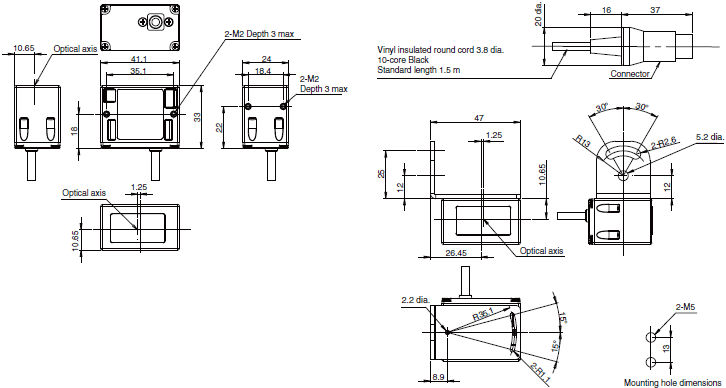 2-M2 Depth 3 max
10.65
Optical axis
41.1
35.1
33
18
24
18.4
2-M2
Depth 3 max
22
Optical axis
1.25
10.65
20 dia.
16
37
Vinyl insulated round cord 3.8 dia.
10-core Black
Standard length 1.5 m
Connector
47
1.25
25
12
10.65
26.45
Optical axis
30°
30°
R13
2-R2.6
5.2 dia.
12
2.2 dia.
R35.1
15°
15°
2-R1.1
8.9
2-M5
13
Mounting hole dimensions